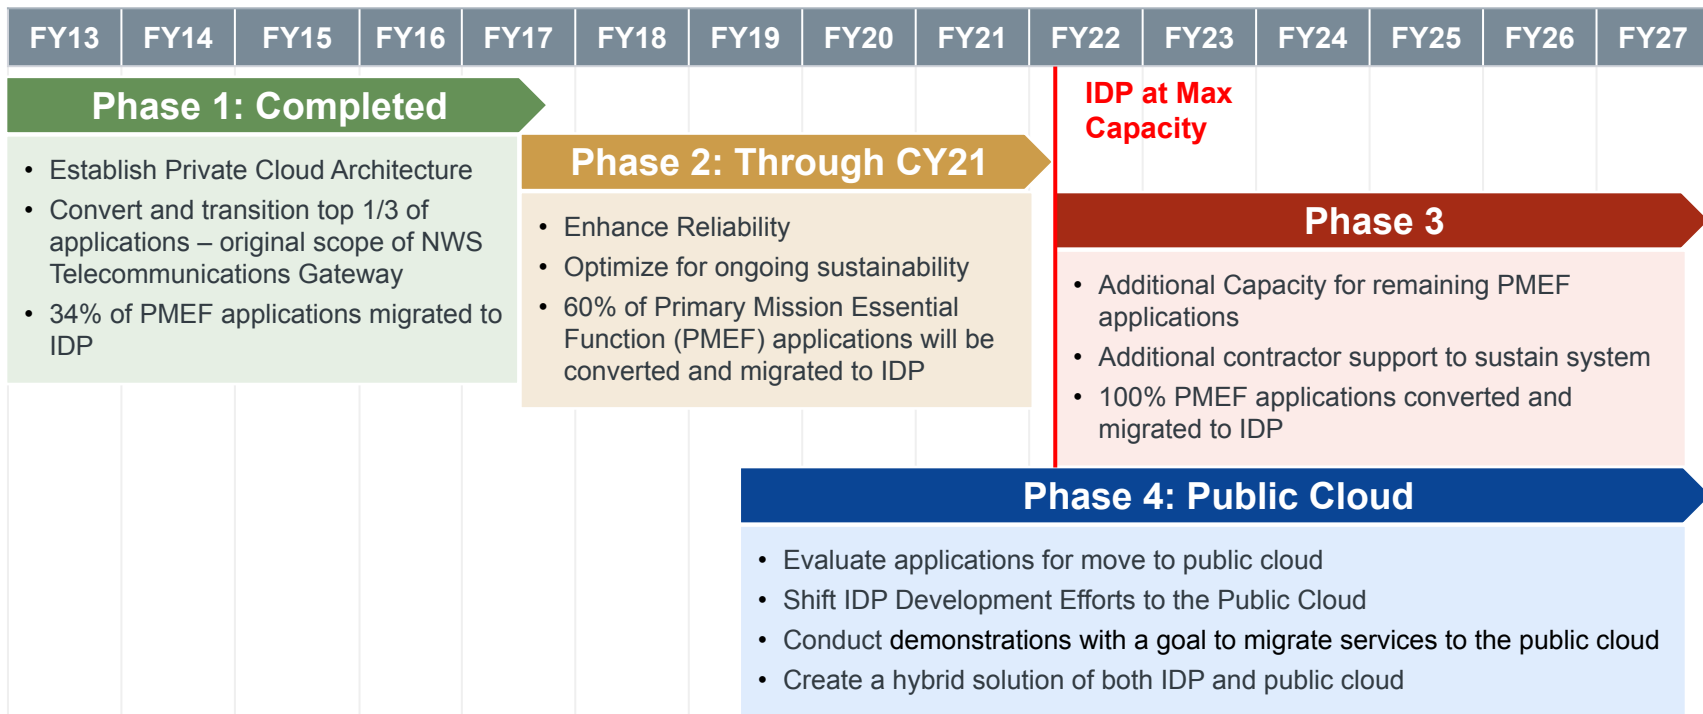 FY13 FY14 FY15 FY16 FY17 FY18 FY19 FY20 FY21 FY22 FY23 FY24 FY25 FY26 FY27
Phase 1: Completed
• Establish Private Cloud Architecture
• Convert and transition top 1/3 of
applications – original scope of NWS
Telecommunications Gateway
• 34% of PMEF applications migrated to
IDP
Phase 2: Through CY21
• Enhance Reliability
• Optimize for ongoing sustainability
• 60% of Primary Mission Essential
Function (PMEF) applications will be
converted and migrated to IDP
IDP at Max
Capacity
Phase 3
• Additional Capacity for remaining PMEF
applications
• Additional contractor support to sustain system
• 100% PMEF applications converted and
migrated to IDP
Phase 4: Public Cloud
• Evaluate applications for move to public cloud
• Shift IDP Development Efforts to the Public Cloud
• Conduct demonstrations with a goal to migrate services to the public cloud
• Create a hybrid solution of both IDP and public cloud